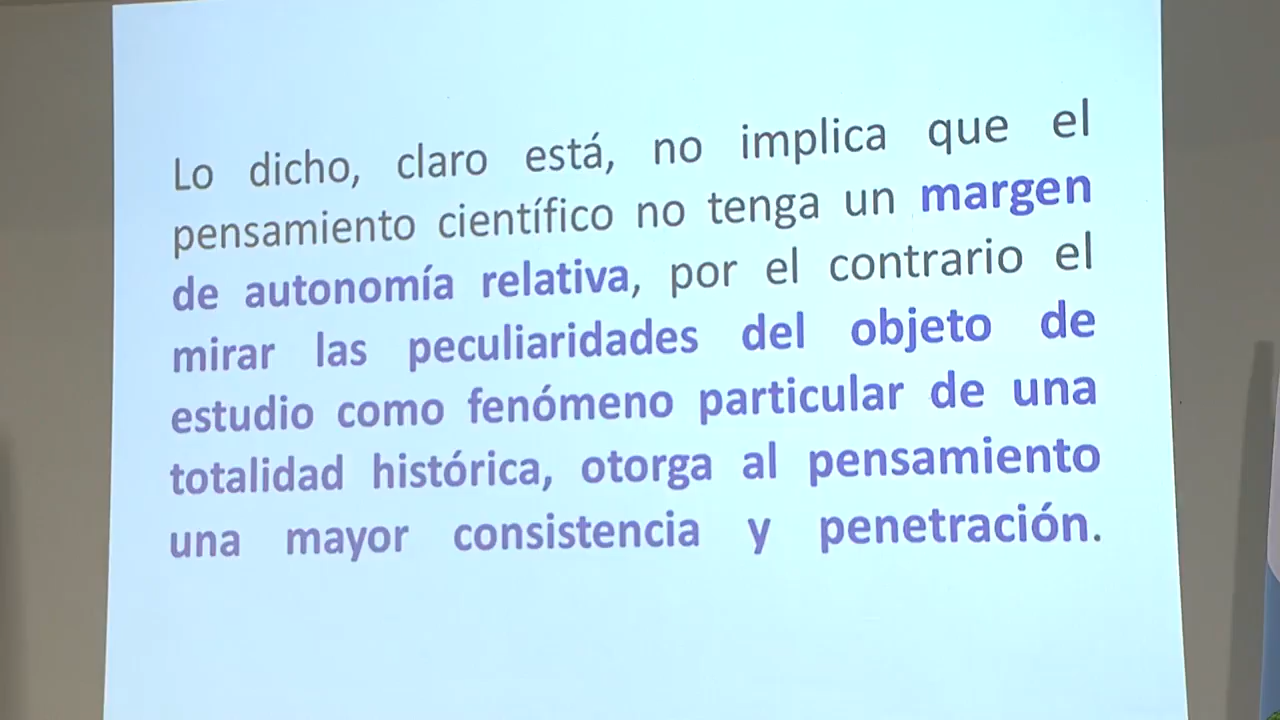 Lo dicho, claro está, no implica que el
pensamiento científico no tenga un margen
de autonomía relativa, por el contrario el
mirar las peculiaridades del objeto de
estudio como fenómeno particular de una
totalidad histórica, otorga al pensamiento
una mayor consistencia y penetración.